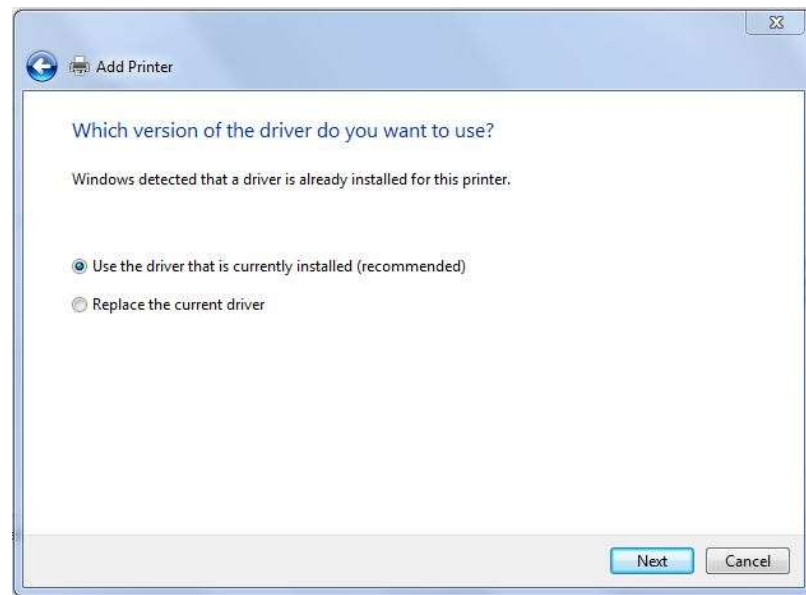 Add Printer
Which version of the driver do you want to use?
Windows detected that a driver is already installed for this printer.
Use the driver that is currently installed (recommended)
Replace the current driver
Next Cancel